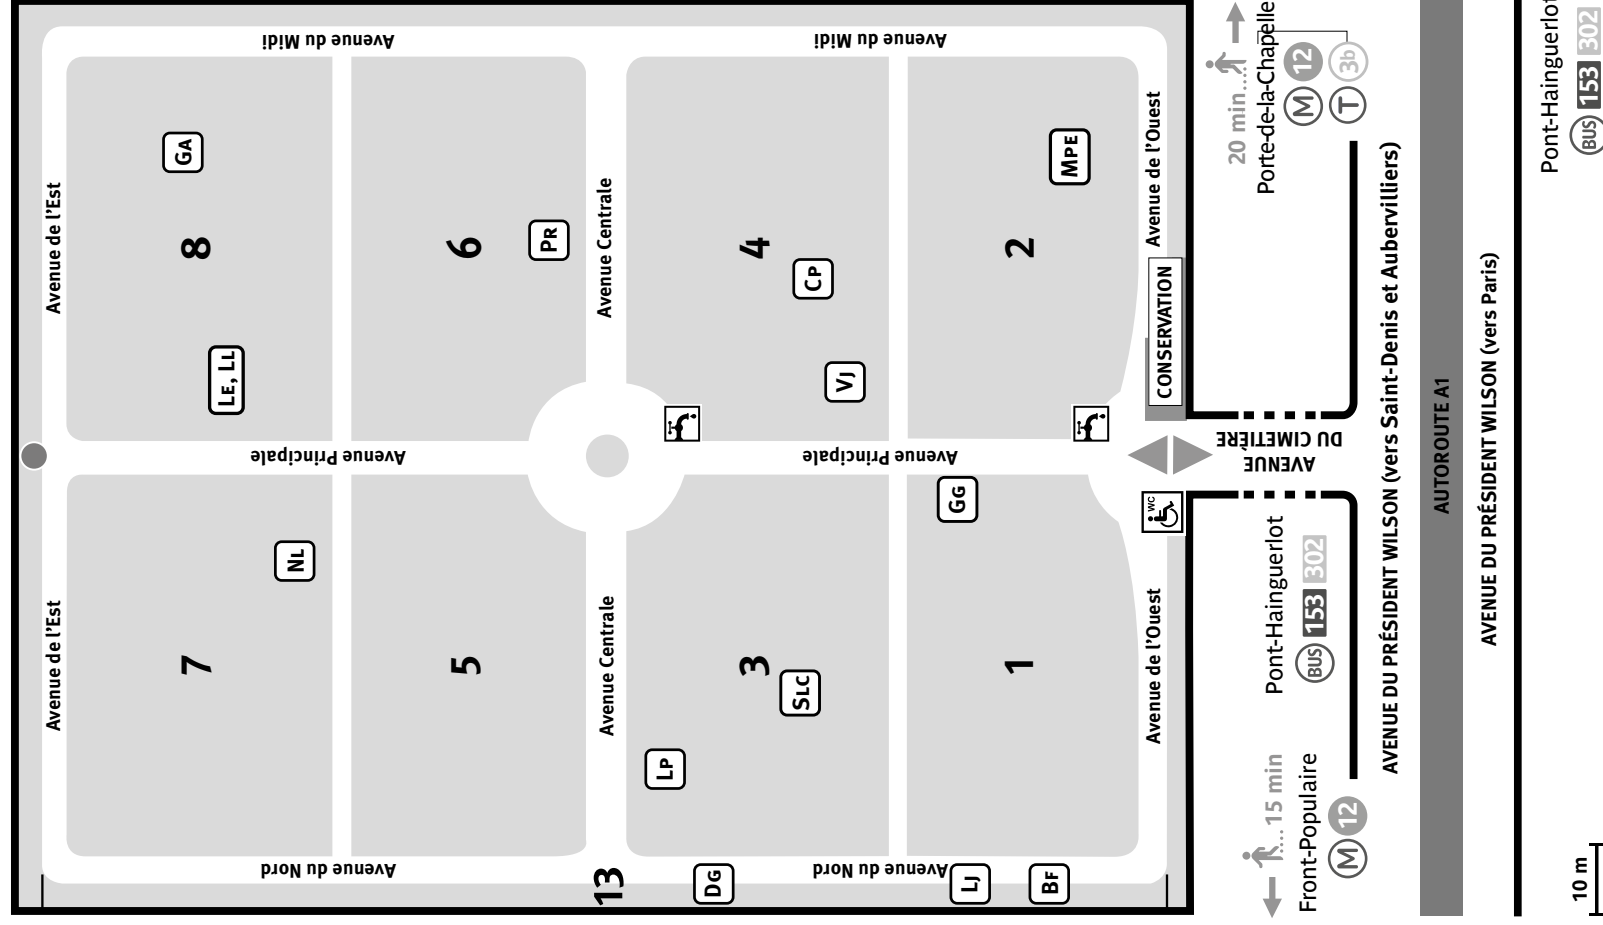 Avenue du Midi
Avenue du Midi
Avenue de l'Est
8
GA
LE, LL
6
PR
Avenue Centrale
4
CP
VJ
2
MPE
Avenue de l'Ouest
CONSERVATION
Avenue Principale
Avenue Principale
Avenue de l'Est
7
NL
5
Avenue Centrale
3
SLC
LP
1
GG
Avenue de l'Ouest
WC
Avenue du Nord
Avenue du Nord
13
DG
LJ
BF
AVENUE
DU CIMETIÈRE
20 min
Porte-de-la-Chapelle
M 12
T 3b
Pont-Hainguerlot
BUS 153 302
15 min
Front-Populaire
M 12
AVENUE DU PRÉSIDENT WILSON (vers Saint-Denis et Aubervilliers)
AUTOROUTE A1
AVENUE DU PRÉSIDENT WILSON (vers Paris)
Pont-Hainguerlot
BUS 153 302
10 m